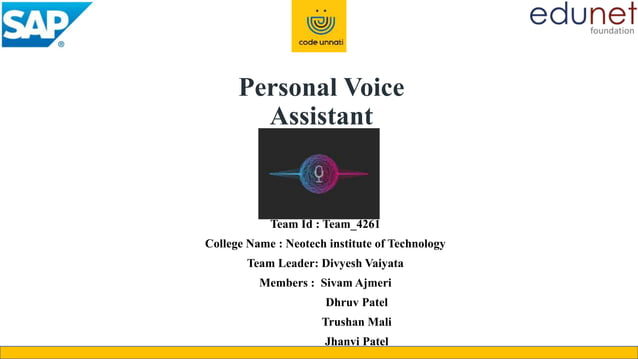 SAP®
code unnati
edunet
foundation
Personal Voice
Assistant
Team Id : Team_4261
College Name : Neotech institute of Technology
Team Leader: Divyesh Vaiyata
Members : Sivam Ajmeri
Dhruv Patel
Trushan Mali
Jhanvi Patel